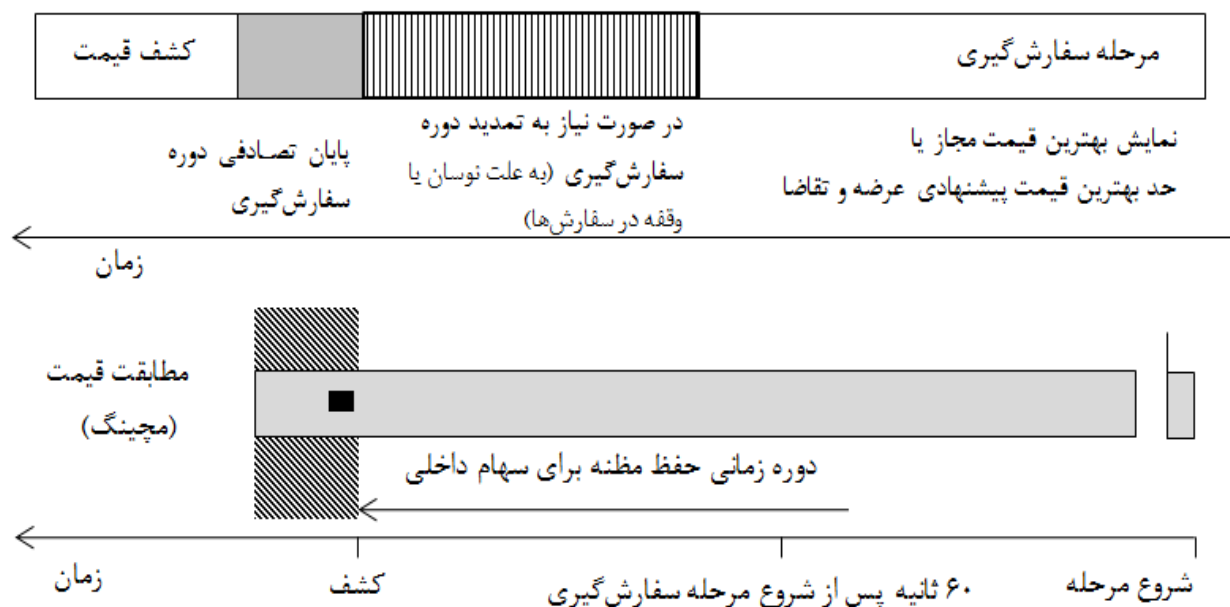 مرحله سفارش‌گیری
کشف قیمت
نمایش بهترین قیمت مجاز یا
حد بهترین قیمت پیشنهادی عرضه و تقاضا
در صورت نیاز به تمدید دوره
سفارش‌گیری (به علت نوسان یا
وقفه در سفارش‌ها)
پایان تصادفی دوره
سفارش‌گیری
زمان
مطابقت قیمت
(مچینگ)
دوره زمانی حفظ مظنه برای سهام داخلی
شروع مرحله
۶۰ ثانیه پس از شروع مرحله سفارش‌گیری
کشف
زمان